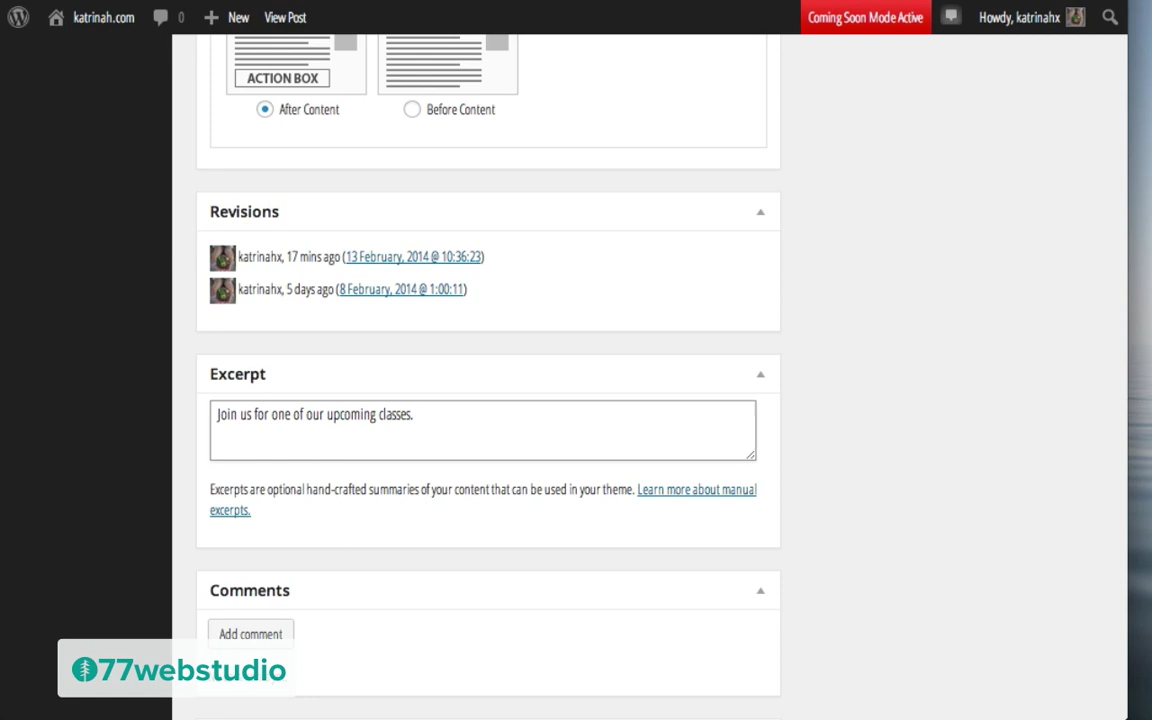 katrinah.com 0 New View Post Coming Soon Mode Active Howdy, katrinahx
ACTION BOX
After Content Before Content
Revisions
katrinahx, 17 mins ago (13 February, 2014 @ 10:36:23)
katrinahx, 5 days ago (8 February, 2014 @ 1:00:11)
Excerpt
Join us for one of our upcoming classes.
Excerpts are optional hand-crafted summaries of your content that can be used in your theme. Learn more about manual
excerpts.
Comments
Add comment
77webstudio